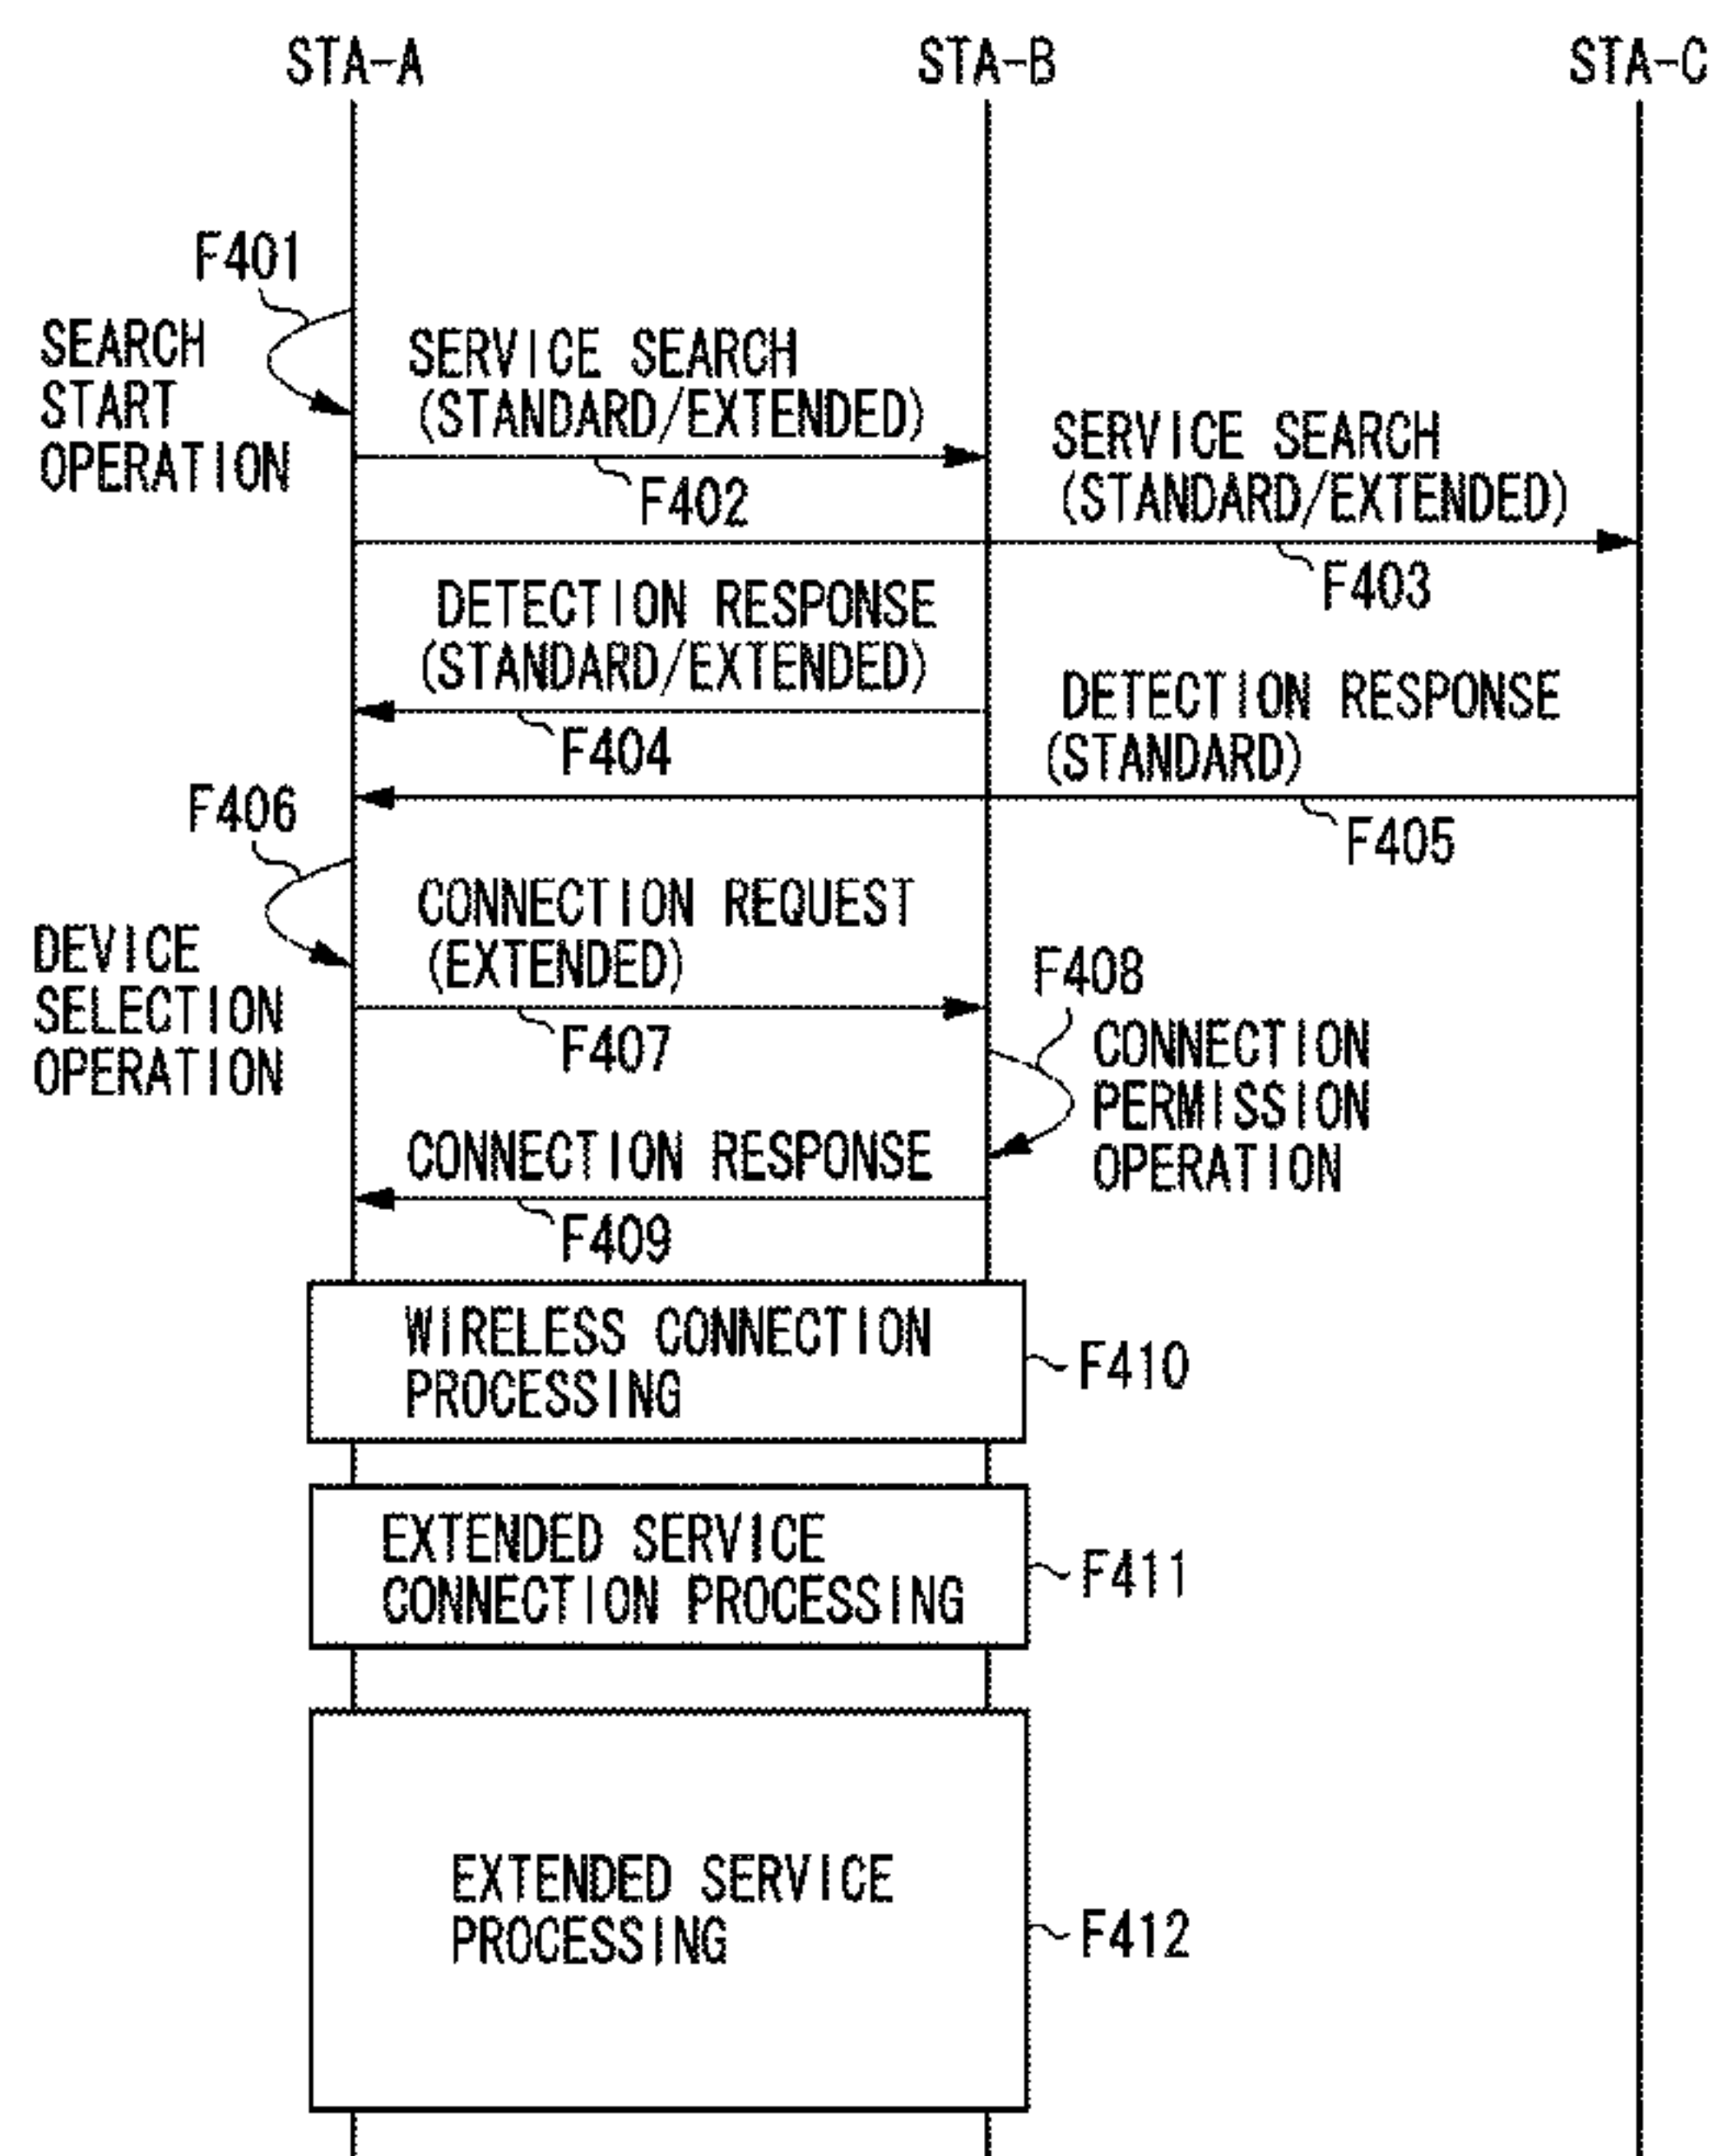 STA-A
STA-B
STA-C
F401
SEARCH
START
OPERATION
SERVICE SEARCH
(STANDARD/EXTENDED)
F402
SERVICE SEARCH
(STANDARD/EXTENDED)
F403
DETECTION RESPONSE
(STANDARD/EXTENDED)
F404
DETECTION RESPONSE
(STANDARD)
F405
F406
DEVICE
SELECTION
OPERATION
CONNECTION REQUEST
(EXTENDED)
F407
F408
CONNECTION
PERMISSION
OPERATION
CONNECTION RESPONSE
F409
WIRELESS CONNECTION
PROCESSING
F410
EXTENDED SERVICE
CONNECTION PROCESSING
F411
EXTENDED SERVICE
PROCESSING
F412